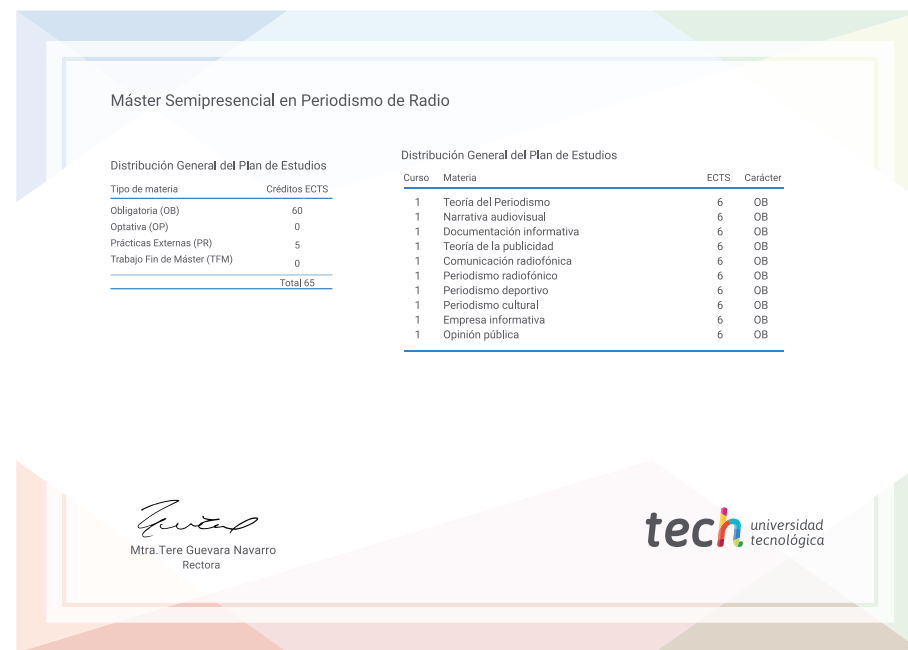 Máster Semipresencial en Periodismo de Radio
Distribución General del Plan de Estudios
Tipo de materia Créditos ECTS
Obligatoria (OB) 60
Optativa (OP) 0
Prácticas Externas (PR) 5
Trabajo Fin de Máster (TFM) 0
Total 65
Distribución General del Plan de Estudios
Curso Materia ECTS Carácter
1 Teoría del Periodismo 6 OB
1 Narrativa audiovisual 6 OB
1 Documentación informativa 6 OB
1 Teoría de la publicidad 6 OB
1 Comunicación radiofónica 6 OB
1 Periodismo radiofónico 6 OB
1 Periodismo deportivo 6 OB
1 Periodismo cultural 6 OB
1 Empresa informativa 6 OB
1 Opinión pública 6 OB
Mtra.Tere Guevara Navarro
Rectora
tech universidad
tecnológica